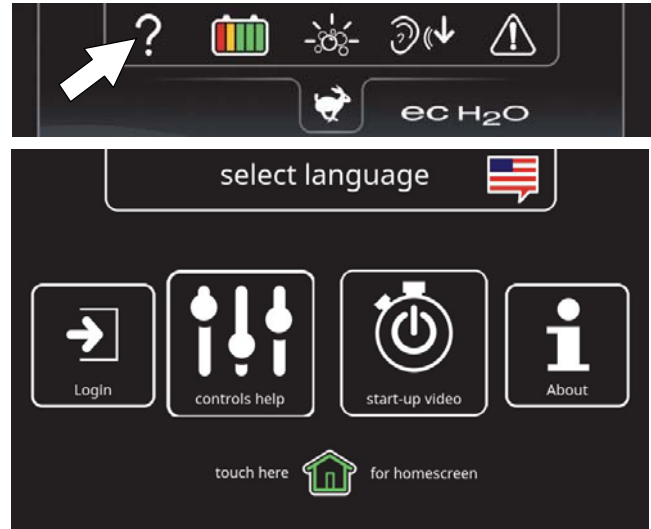 ?
ec H2O
select language
Login
controls help
start-up video
About
touch here for homescreen